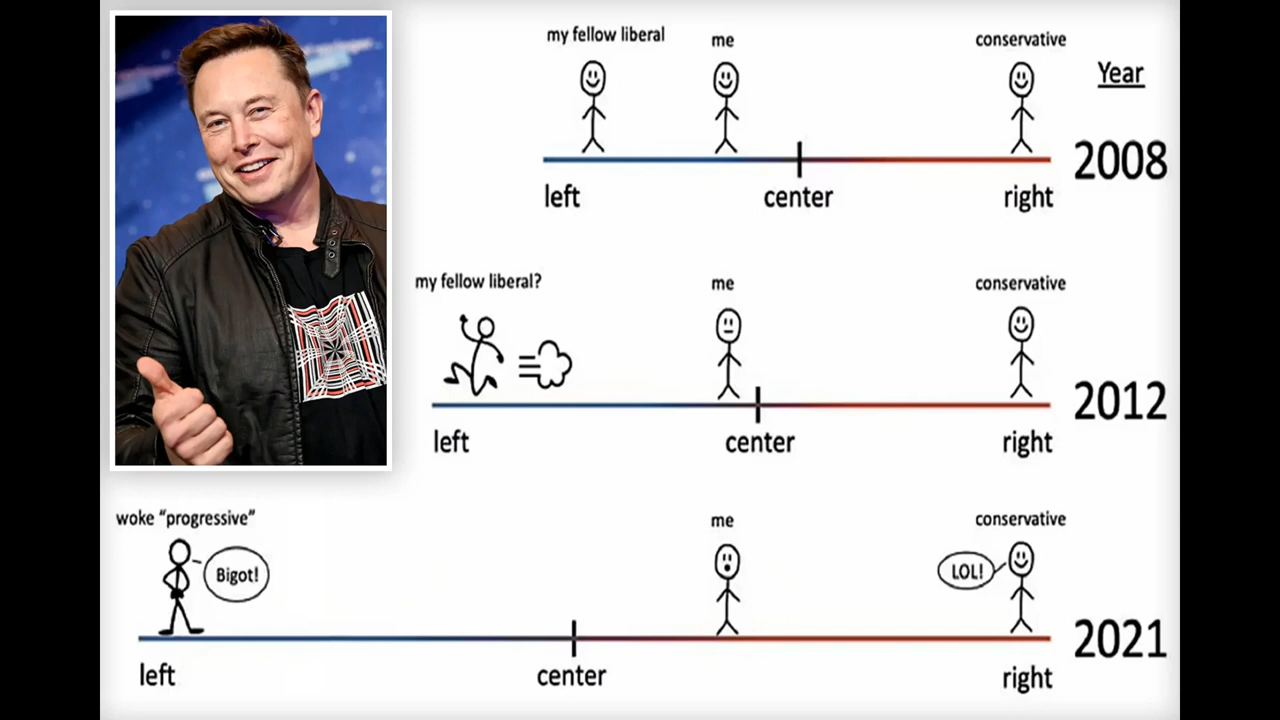 my fellow liberal
me
conservative
Year
2008
left
center
right
my fellow liberal?
me
conservative
2012
left
center
right
woke “progressive”
me
conservative
Bigot!
LOL!
2021
left
center
right